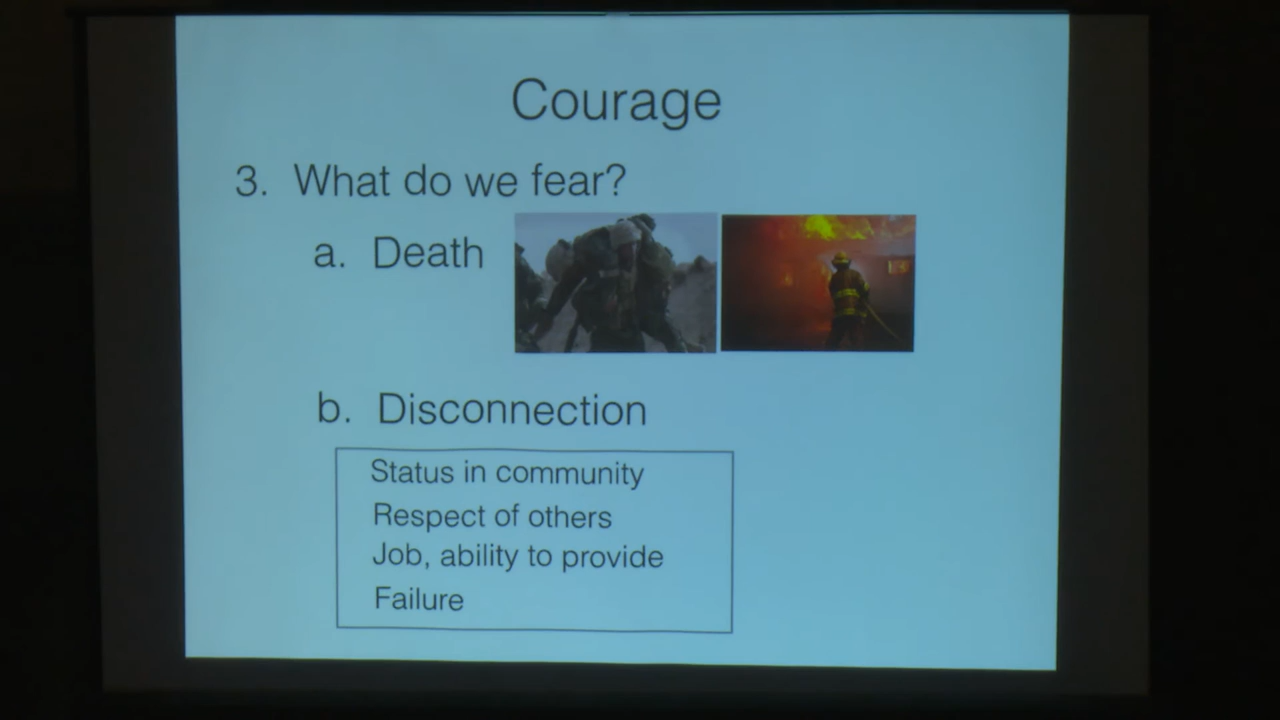 Courage
3. What do we fear?
a. Death
b. Disconnection
Status in community
Respect of others
Job, ability to provide
Failure